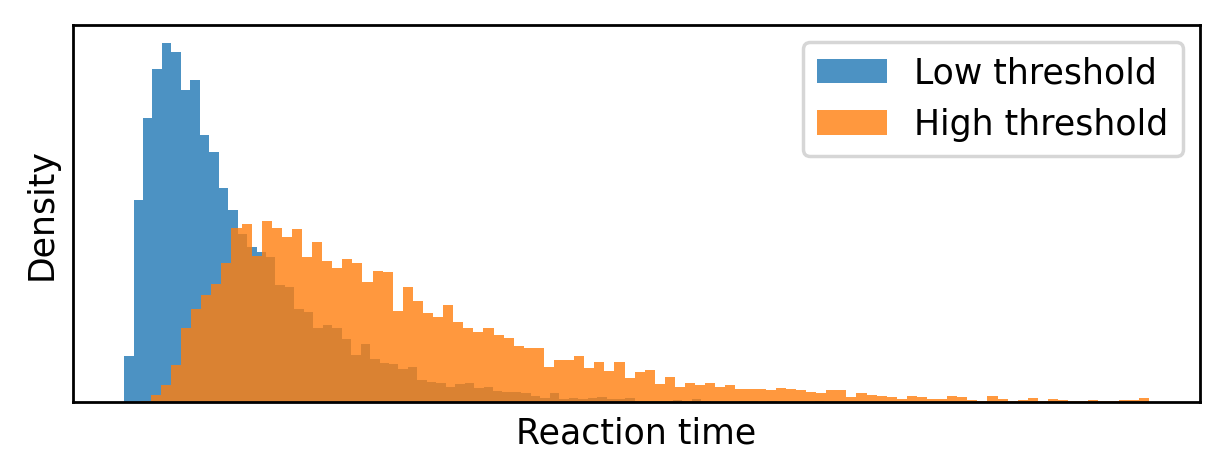 Low threshold
High threshold
Density
Reaction time